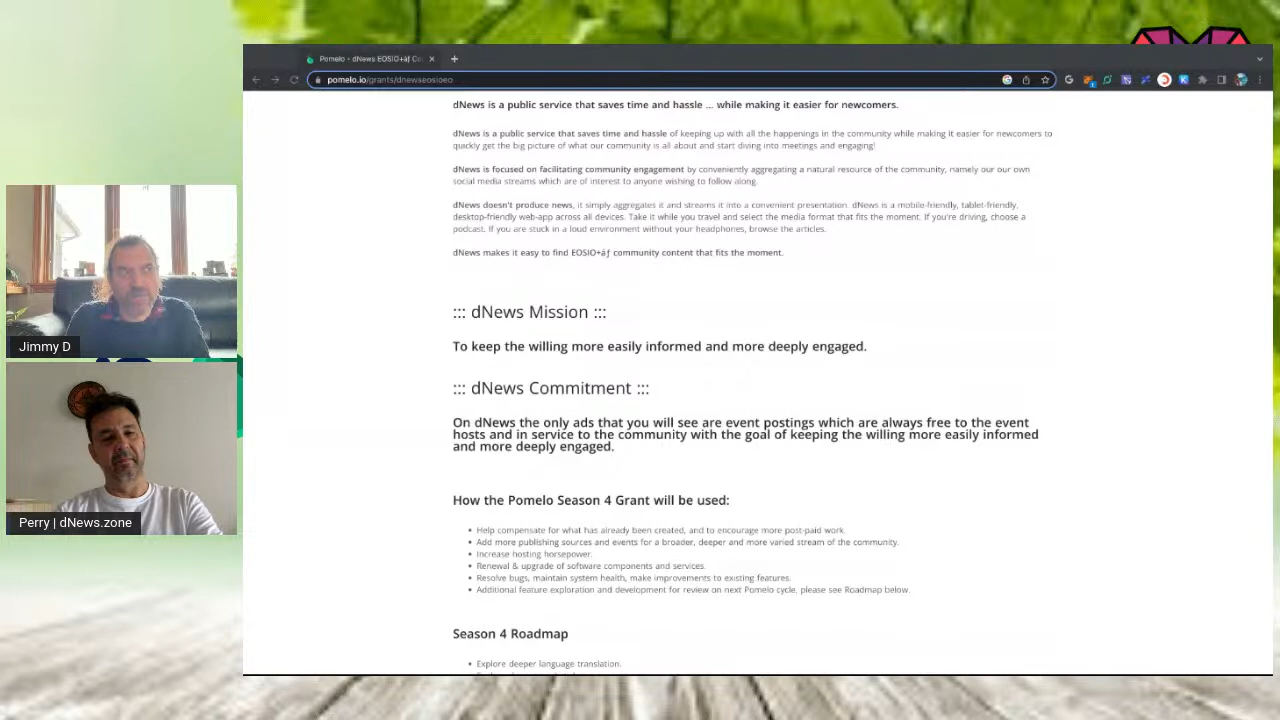 Pomelo - dNews EOSIO+áƒ Co
pomelo.io/grants/dnewseosioeo
dNews is a public service that saves time and hassle ... while making it easier for newcomers.
dNews is a public service that saves time and hassle of keeping up with all the happenings in the community while making it easier for newcomers to
quickly get the big picture of what our community is all about and start diving into meetings and engaging!
dNews is focused on facilitating community engagement by conveniently aggregating a natural resource of the community, namely our our own
social media streams which are of interest to anyone wishing to follow along.
dNews doesn't produce news, it simply aggregates it and streams it into a convenient presentation. dNews is a mobile-friendly, tablet-friendly,
desktop-friendly web-app across all devices. Take it while you travel and select the media format that fits the moment. If you're driving, choose a
podcast. If you are stuck in a loud environment without your headphones, browse the articles.
dNews makes it easy to find EOSIO+áƒ community content that fits the moment.
::: dNews Mission :::
To keep the willing more easily informed and more deeply engaged.
::: dNews Commitment :::
On dNews the only ads that you will see are event postings which are always free to the event
hosts and in service to the community with the goal of keeping the willing more easily informed
and more deeply engaged.
How the Pomelo Season 4 Grant will be used:
• Help compensate for what has already been created, and to encourage more post-paid work.
• Add more publishing sources and events for a broader, deeper and more varied stream of the community.
• Increase hosting horsepower.
• Renewal & upgrade of software components and services.
• Resolve bugs, maintain system health, make improvements to existing features.
• Additional feature exploration and development for review on next Pomelo cycle, please see Roadmap below.
Season 4 Roadmap
• Explore deeper language translation.
Jimmy D
Perry | dNews.zone